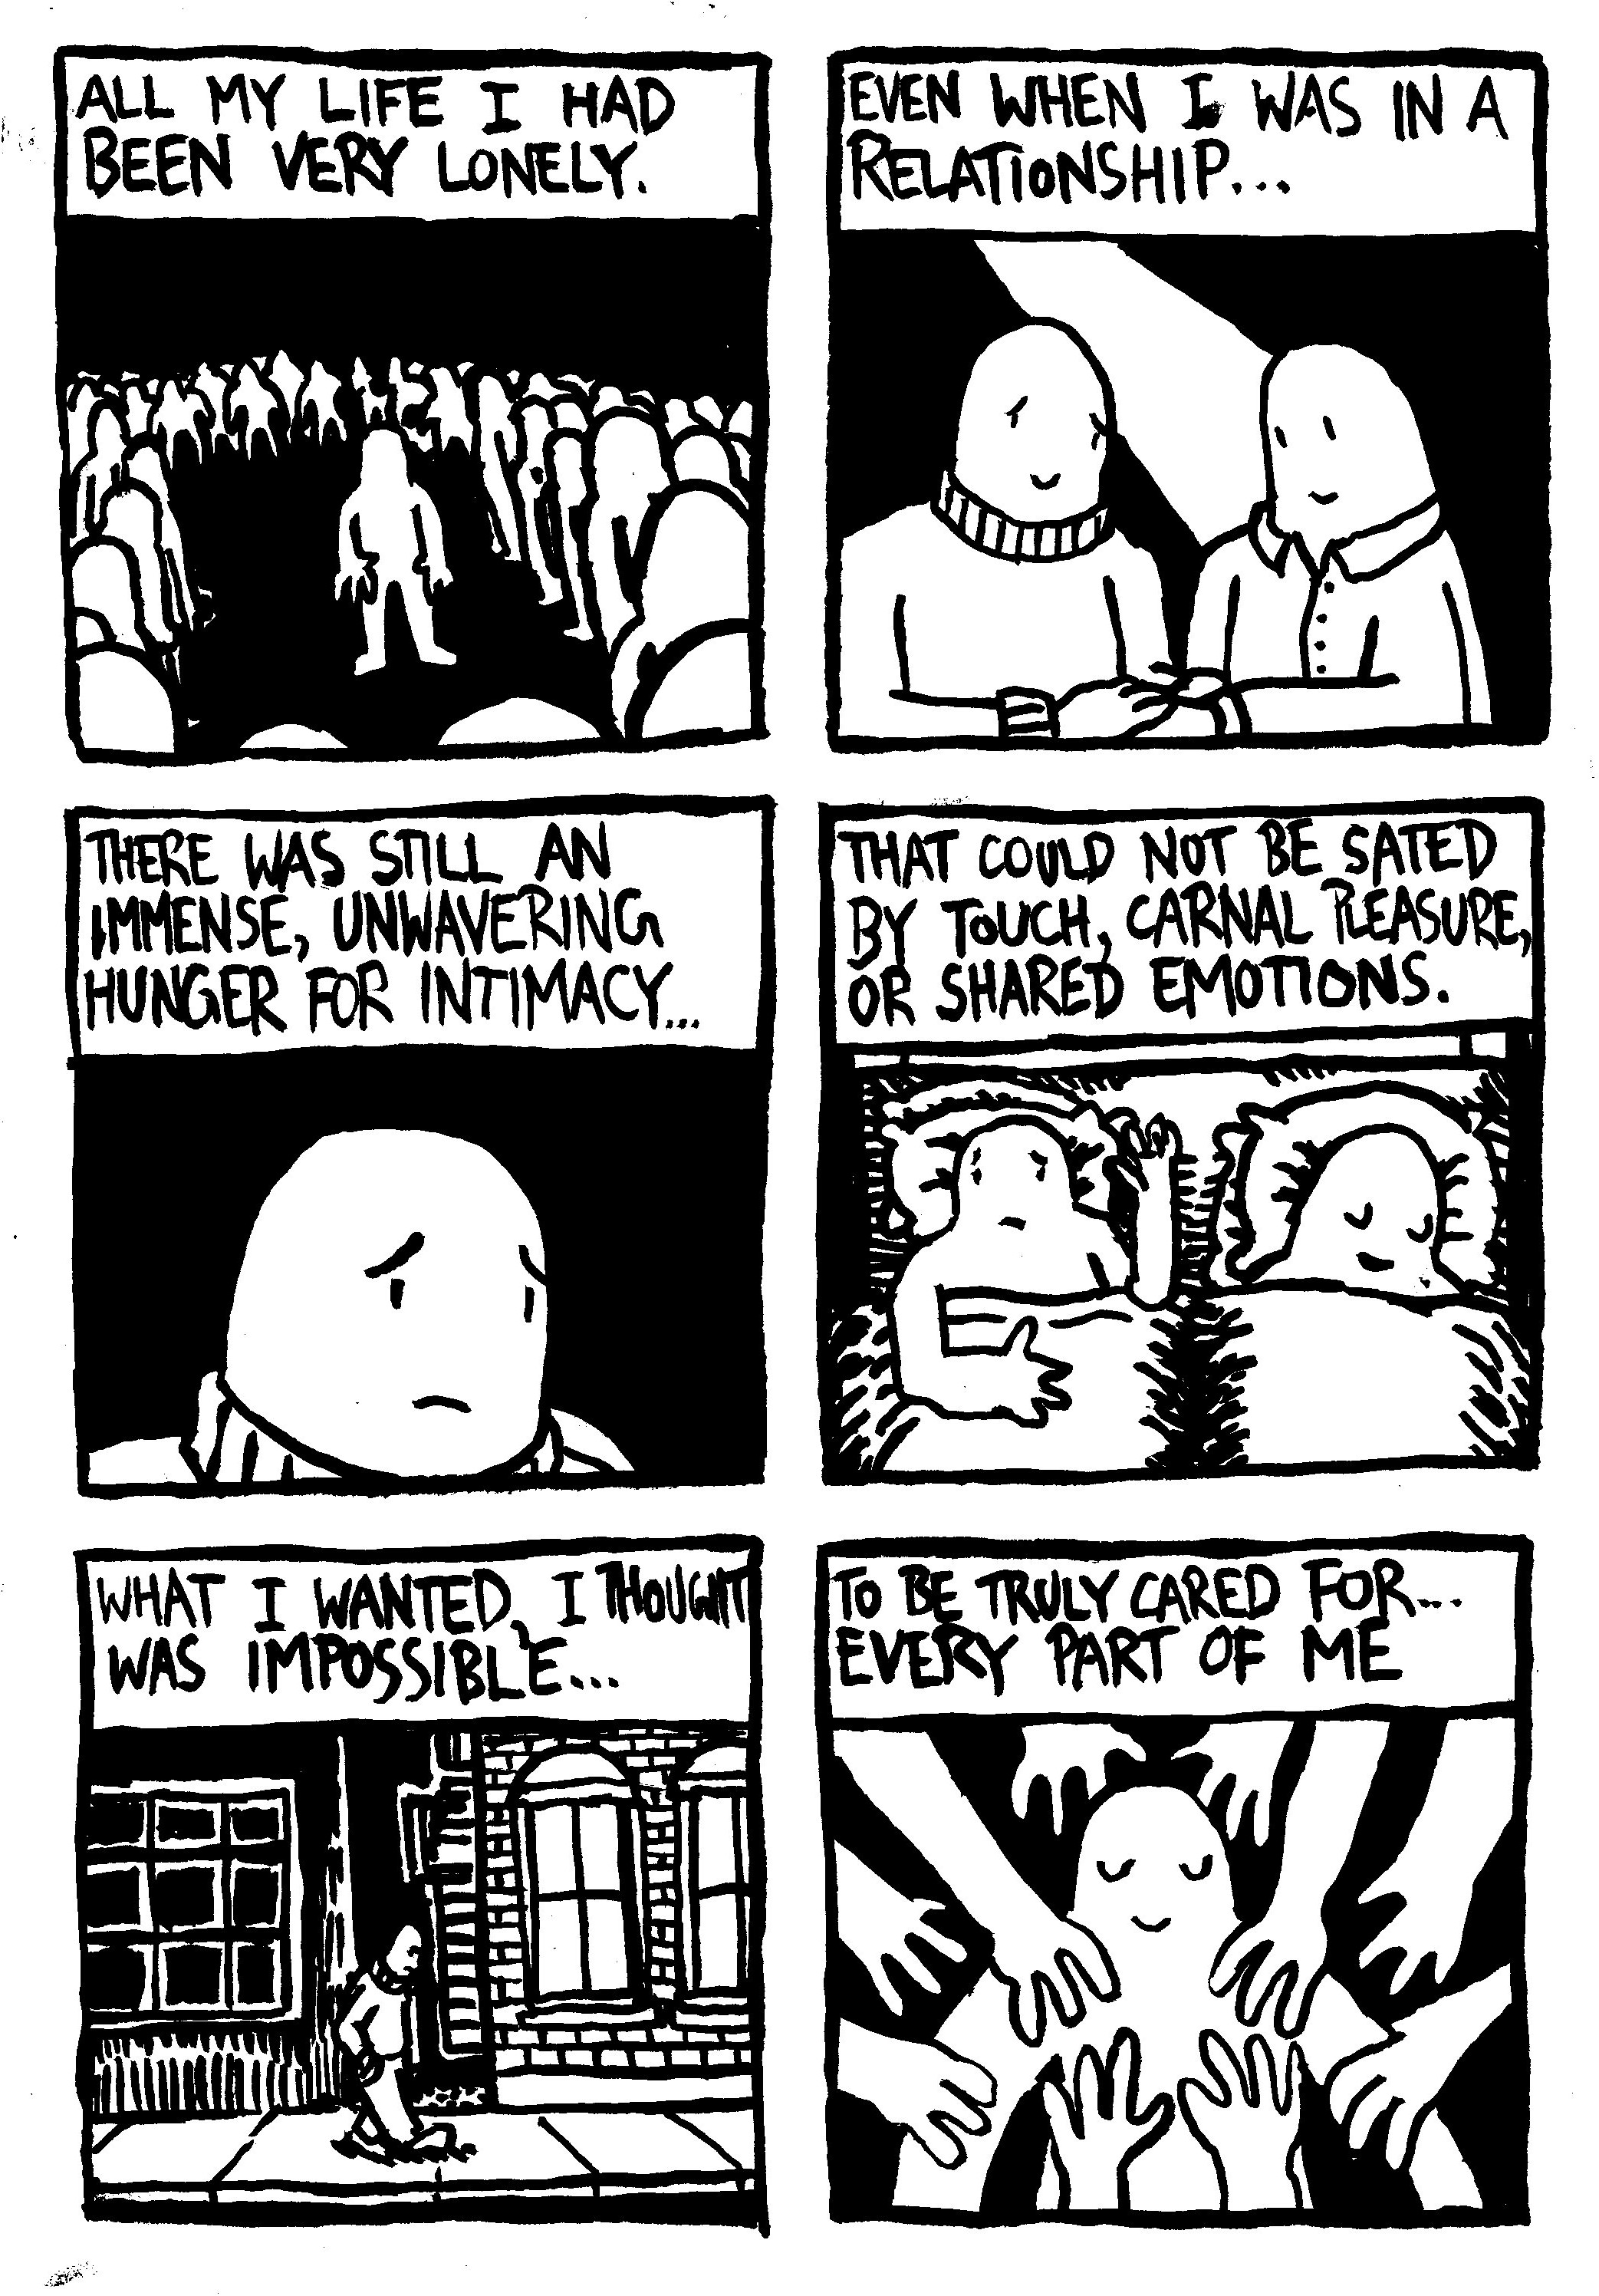 ALL MY LIFE I HAD
BEEN VERY LONELY.
EVEN WHEN I WAS IN A
RELATIONSHIP...
THERE WAS STILL AN
IMMENSE, UNWAVERING
HUNGER FOR INTIMACY...
THAT COULD NOT BE SATED
BY TOUCH, CARNAL PLEASURE,
OR SHARED EMOTIONS.
WHAT I WANTED, I THOUGHT
WAS IMPOSSIBLE...
TO BE TRULY CARED FOR...
EVERY PART OF ME